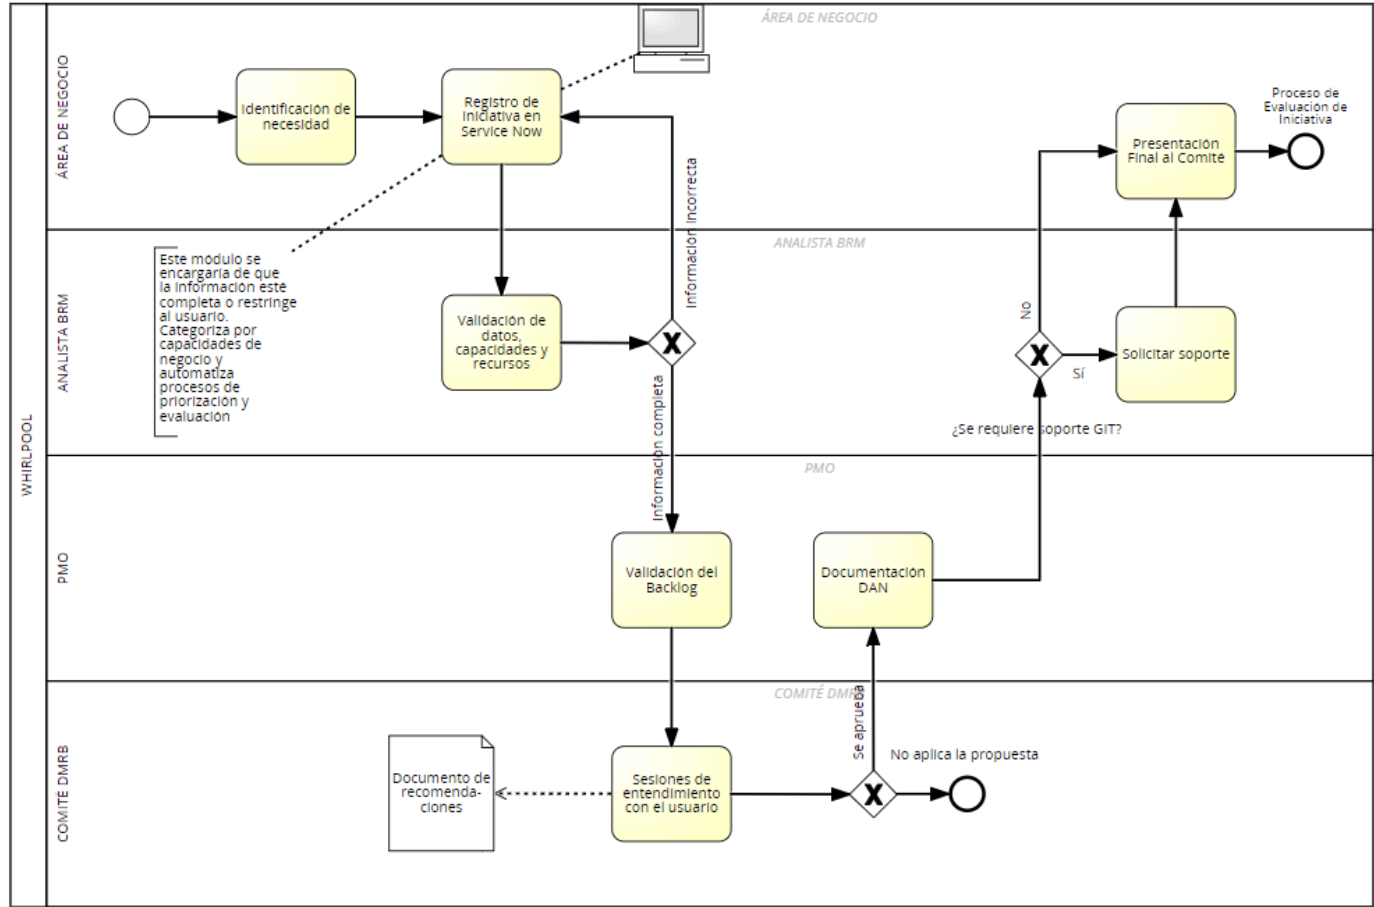 WHIRLPOOL
ÁREA DE NEGOCIO
ÁREA DE NEGOCIO
Identificación de
necesidad
Registro de
Iniciativa en
Service Now
Información Incorrecta
Presentación
Final al Comité
Proceso de
Evaluación de
Iniciativa
ANALISTA BRM
ANALISTA BRM
Este módulo se
encargaría de que
la información este
completa o restringe
al usuario.
Categoriza por
capacidades de
negocio y
automatiza
procesos de
priorización y
evaluación
Validación de
datos,
capacidades y
recursos
Información completa
No
Sí
Solicitar soporte
¿Se requiere soporte GIT?
PMO
PMO
Validación del
Backlog
Documentación
DAN
COMITÉ DMRB
COMITÉ DMRB
Documento de
recomenda-
ciones
Sesiones de
entendimiento
con el usuario
Se aprueba
No aplica la propuesta